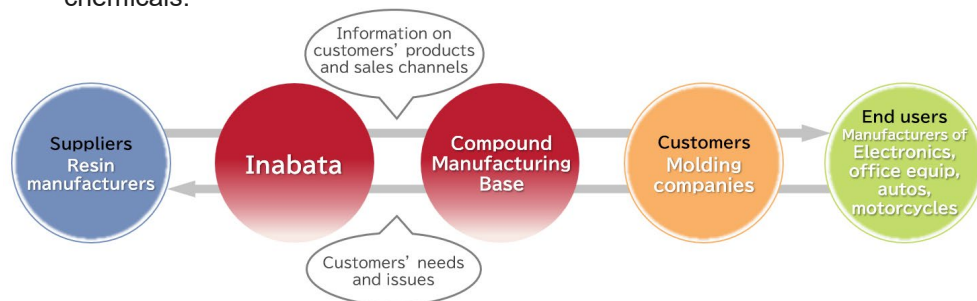 chemicals.
Information on
customers' products
and sales channels
Suppliers
Resin
manufacturers
Inabata
Compound
Manufacturing
Base
Customers
Molding
companies
End users
Manufacturers of
Electronics,
office equip,
autos,
motorcycles
Customers' needs
and issues